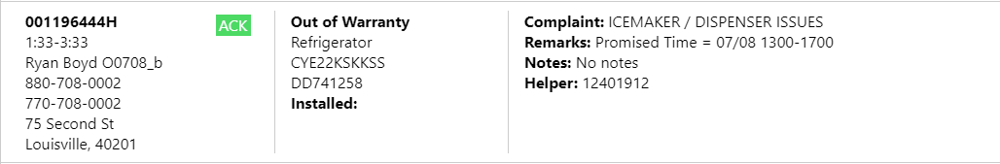 001196444H
ACK
1:33-3:33
Ryan Boyd O0708_b
880-708-0002
770-708-0002
75 Second St
Louisville, 40201
Out of Warranty
Refrigerator
CYE22KSKKSS
DD741258
Installed:
Complaint: ICEMAKER / DISPENSER ISSUES
Remarks: Promised Time = 07/08 1300-1700
Notes: No notes
Helper: 12401912